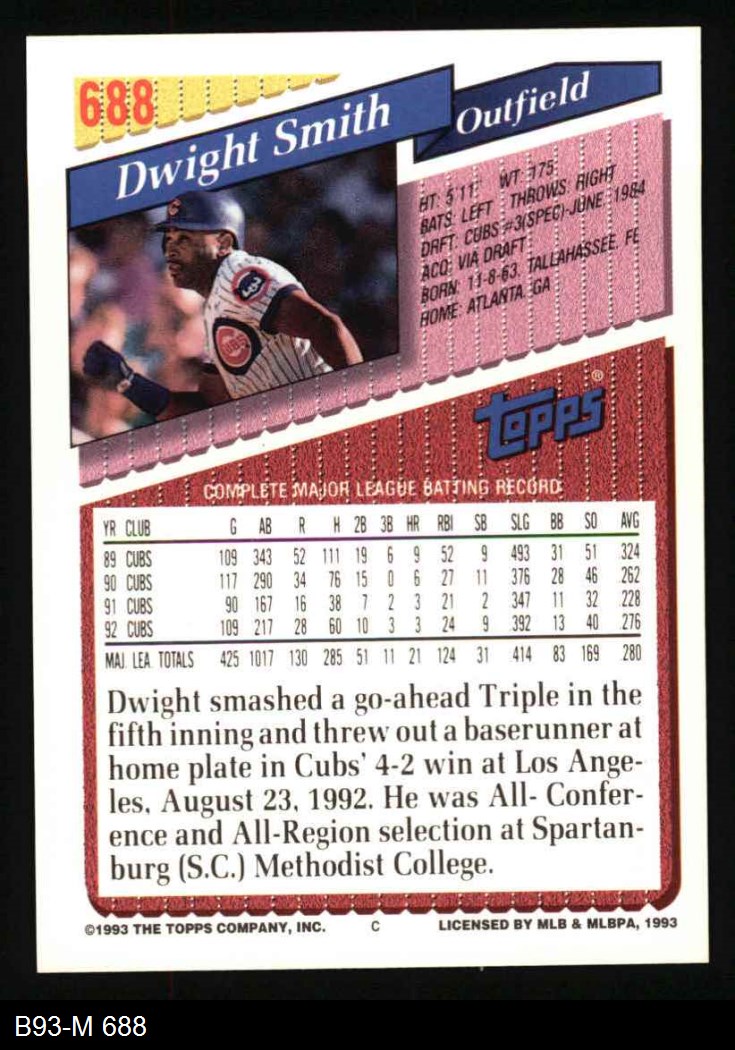 688
Dwight Smith
Outfield
HT: 5'11" WT: 175
BATS: LEFT THROWS: RIGHT
DRFT: CUBS #3(SPEC)-JUNE, 1984
ACQ: VIA DRAFT
BORN: 11-8-63, TALLAHASSEE, FE
HOME: ATLANTA, GA
CUBS
topps®
COMPLETE MAJOR LEAGUE BATTING RECORD
YR CLUB G AB R H 2B 3B HR RBI SB SLG BB SO AVG
89 CUBS 109 343 52 111 19 6 9 52 9 .493 31 51 .324
90 CUBS 117 290 34 76 15 0 6 27 11 .376 28 46 .262
91 CUBS 90 167 16 38 7 2 3 21 2 .347 11 32 .228
92 CUBS 109 217 28 60 10 3 3 24 9 .392 13 40 .276
MAJ. LEA. TOTALS 425 1017 130 285 51 11 21 124 31 .414 83 169 .280
Dwight smashed a go-ahead Triple in the
fifth inning and threw out a baserunner at
home plate in Cubs' 4-2 win at Los Ange-
les, August 23, 1992. He was All- Confer-
ence and All-Region selection at Spartan-
burg (S.C.) Methodist College.
©1993 THE TOPPS COMPANY, INC. C LICENSED BY MLB & MLBPA, 1993
B93-M 688